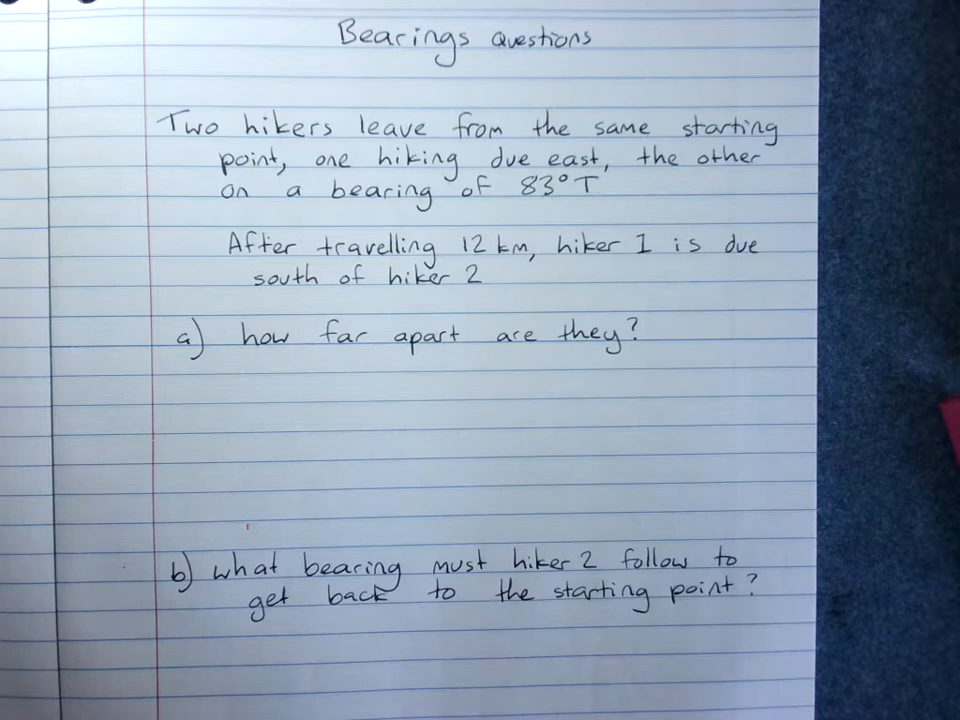 Bearings Questions
Two hikers leave from the same starting
point, one hiking due east, the other
on a bearing of 83°T
After travelling 12 km, hiker 1 is due
south of hiker 2
a) how far apart are they?
b) what bearing must hiker 2 follow to
get back to the starting point?